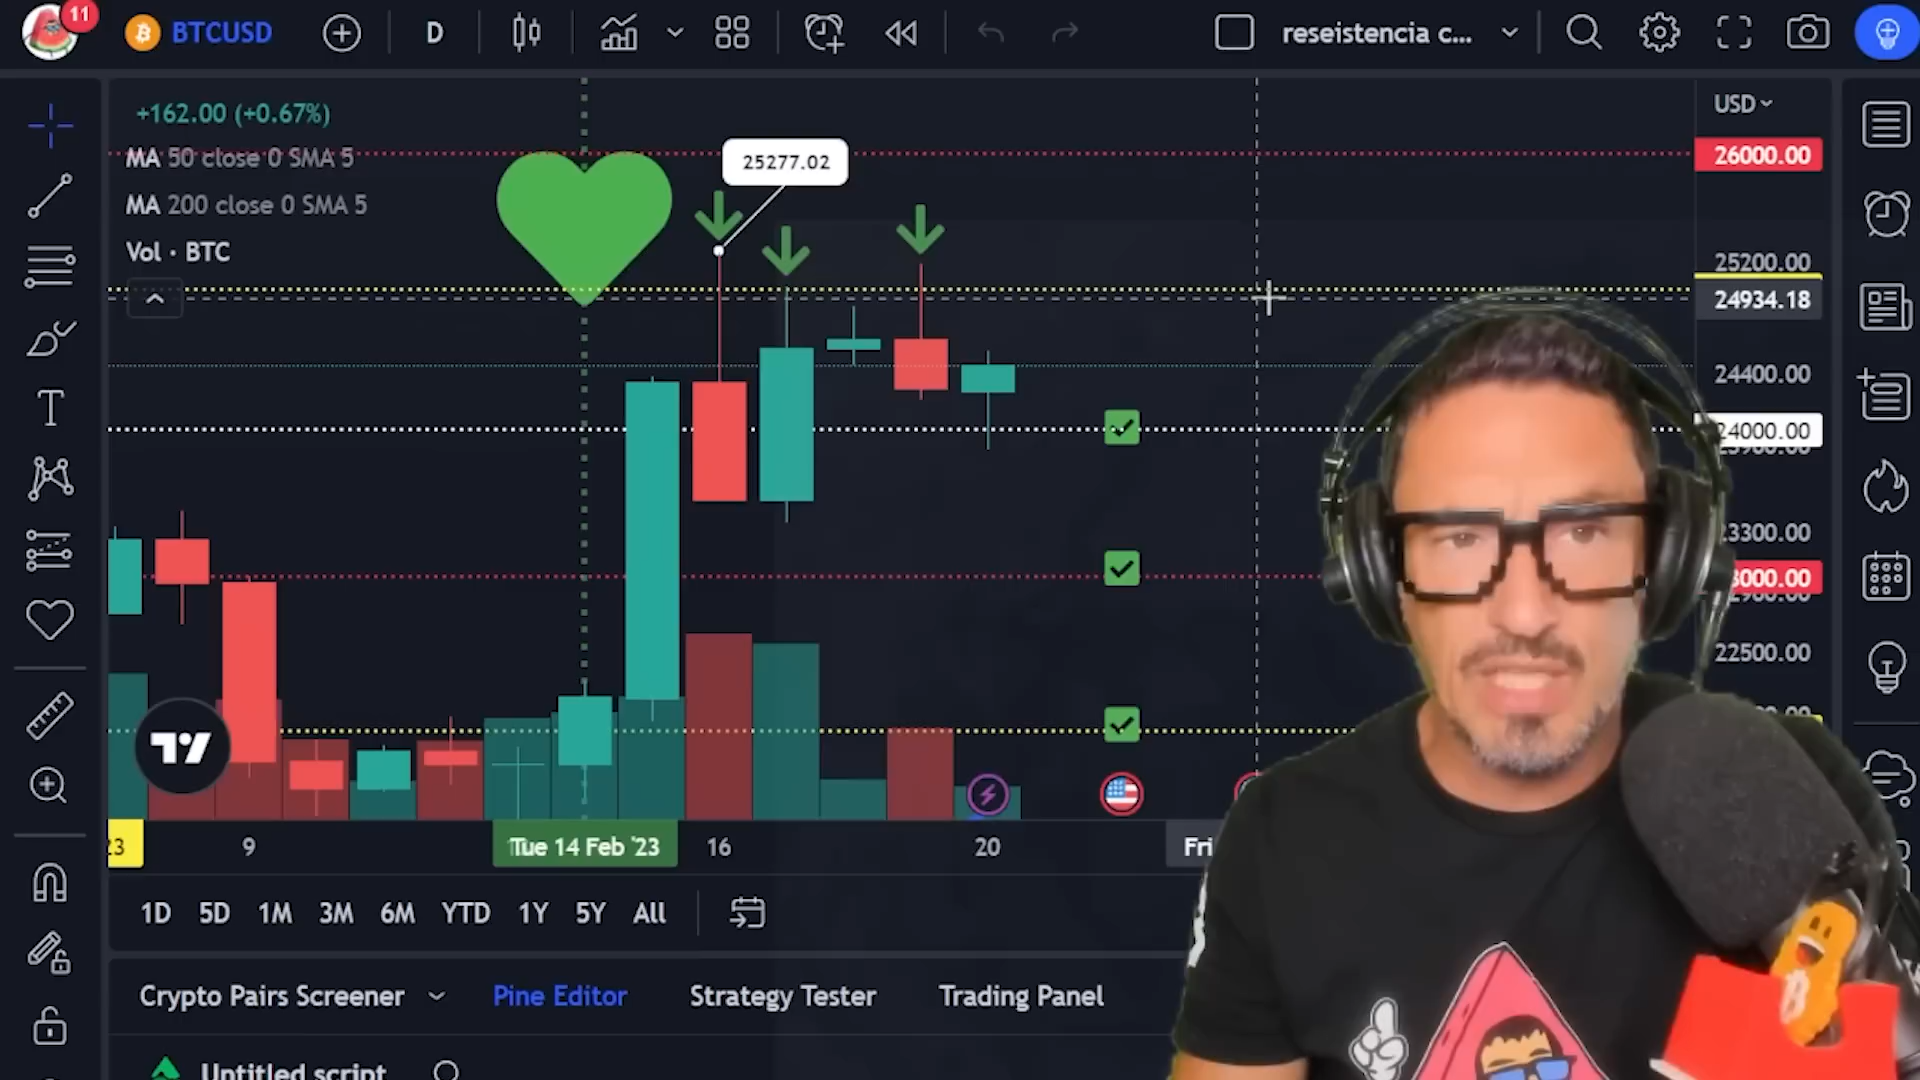 11
BTCUSD
D
reseistencia c...
+162.00 (+0.67%)
MA 50 close 0 SMA 5
MA 200 close 0 SMA 5
Vol · BTC
25277.02
USD
26000.00
25200.00
24934.18
24400.00
24000.00
23300.00
3000.00
22500.00
23
9
Tue 14 Feb '23
16
20
Fri
1D 5D 1M 3M 6M YTD 1Y 5Y All
Crypto Pairs Screener
Pine Editor
Strategy Tester
Trading Panel
Untitled script